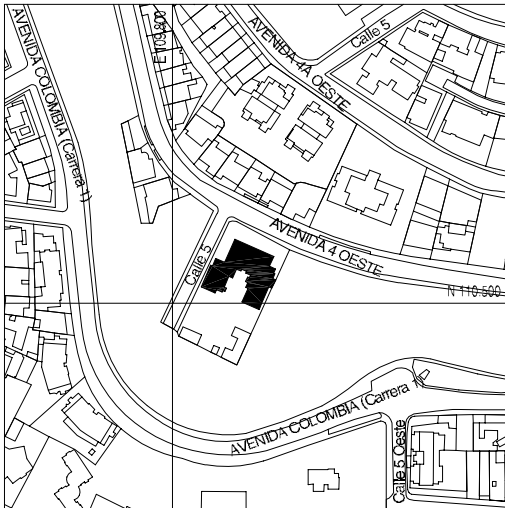 AVENIDA COLOMBIA (Carrera 1)
E 109.800
AVENIDA 4A OESTE
Calle 5
Calle 5
AVENIDA 4 OESTE
N 110.500
AVENIDA COLOMBIA (Carrera 1)
Calle 5 Oeste